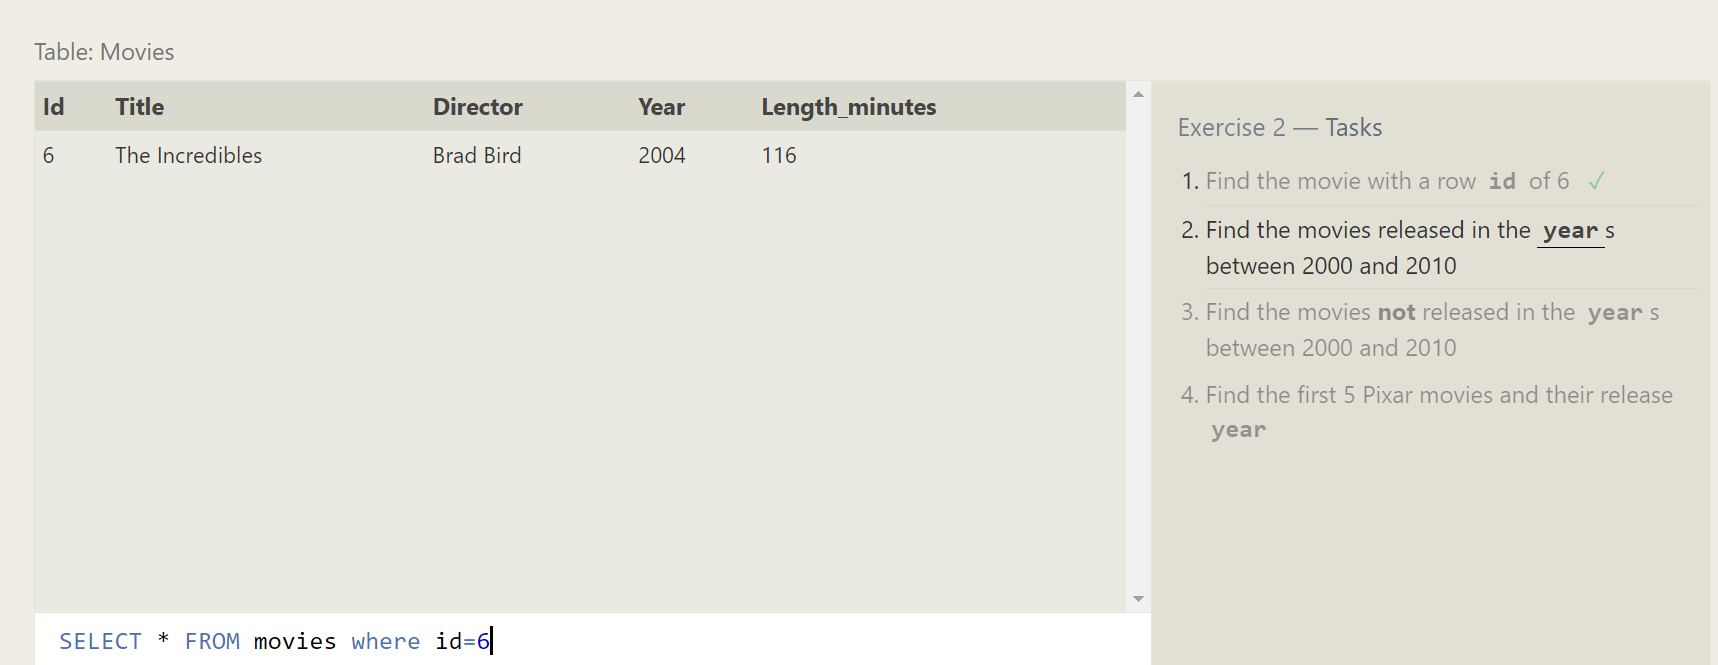 Table: Movies
Id Title Director Year Length_minutes
6 The Incredibles Brad Bird 2004 116
Exercise 2 — Tasks
1. Find the movie with a row id of 6 ✓
2. Find the movies released in the year s
between 2000 and 2010
3. Find the movies not released in the year s
between 2000 and 2010
4. Find the first 5 Pixar movies and their release
year
SELECT * FROM movies where id=6